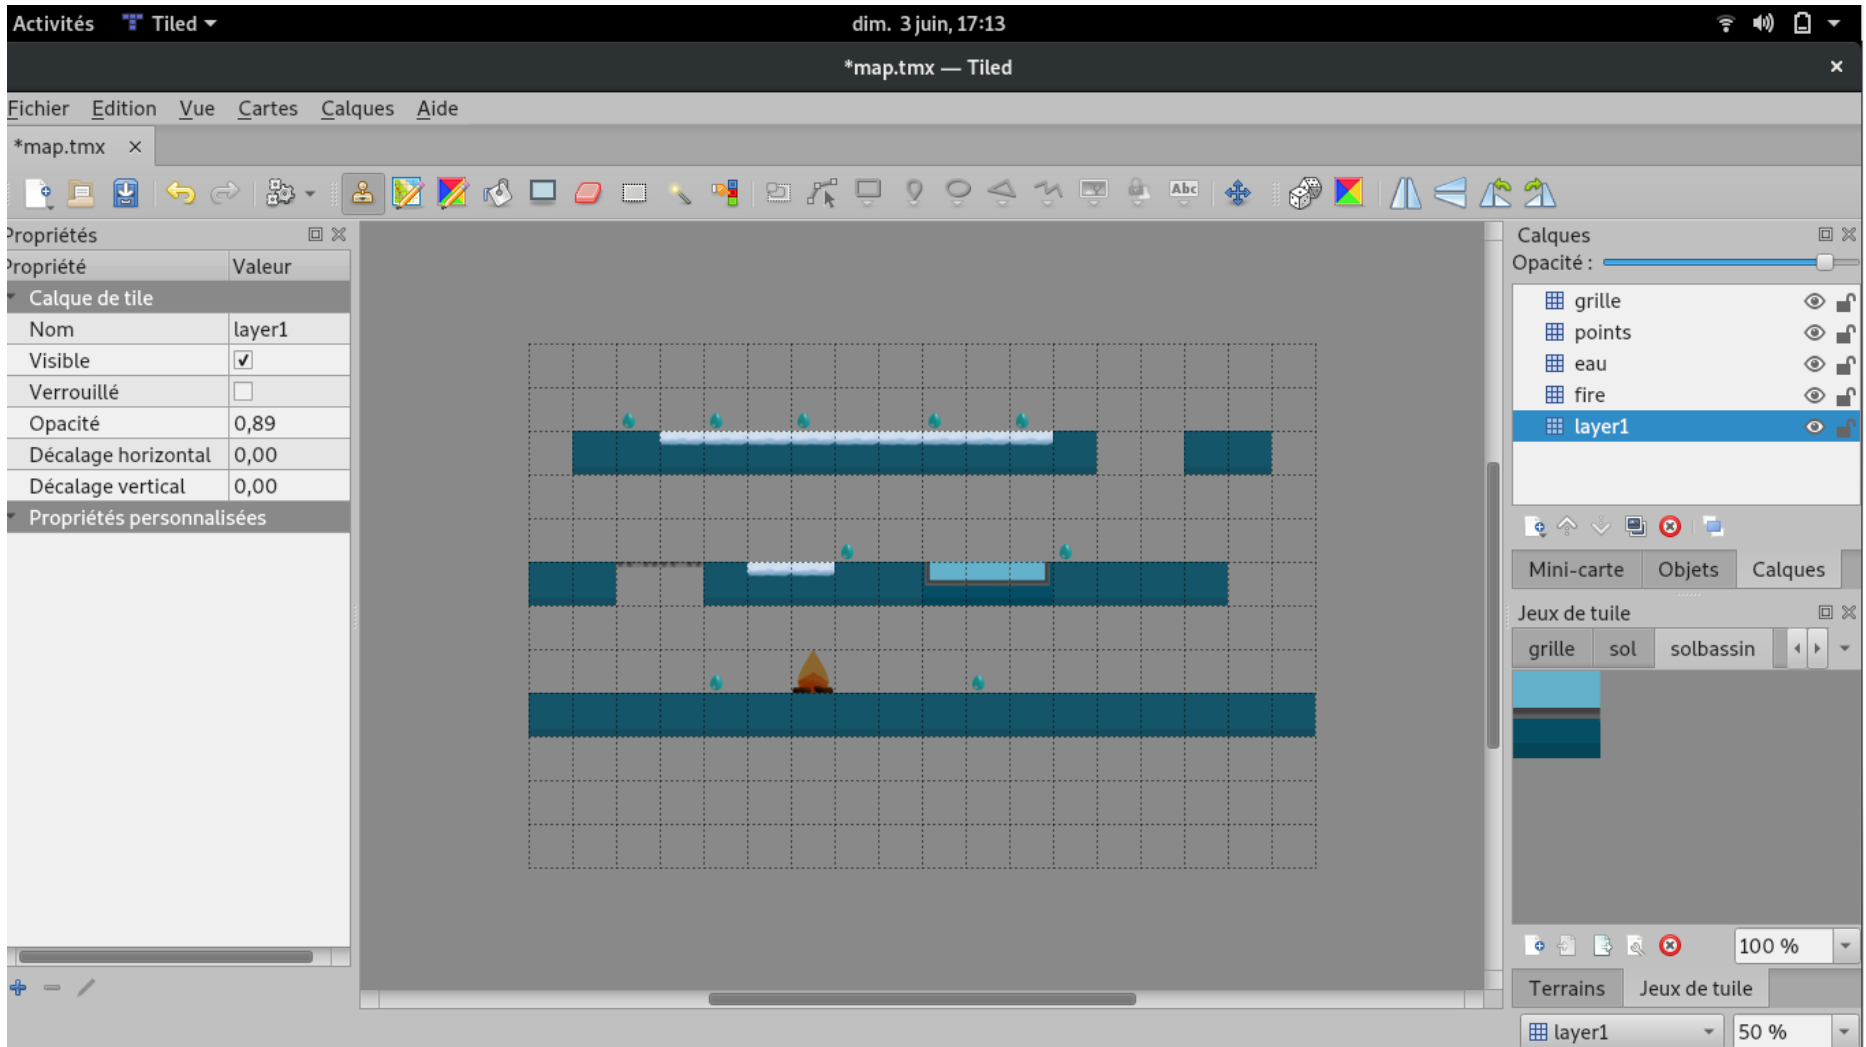 Activités Tiled dim. 3 juin, 17:13
*map.tmx — Tiled ×
Fichier Edition Vue Cartes Calques Aide
*map.tmx ×
Abc
Propriétés
Propriété Valeur
Calque de tile
Nom layer1
Visible
Verrouillé
Opacité 0,89
Décalage horizontal 0,00
Décalage vertical 0,00
Propriétés personnalisées
Calques
Opacité :
grille
points
eau
fire
layer1
Mini-carte Objets Calques
Jeux de tuile
grille sol solbassin
100 %
Terrains Jeux de tuile
layer1 50 %